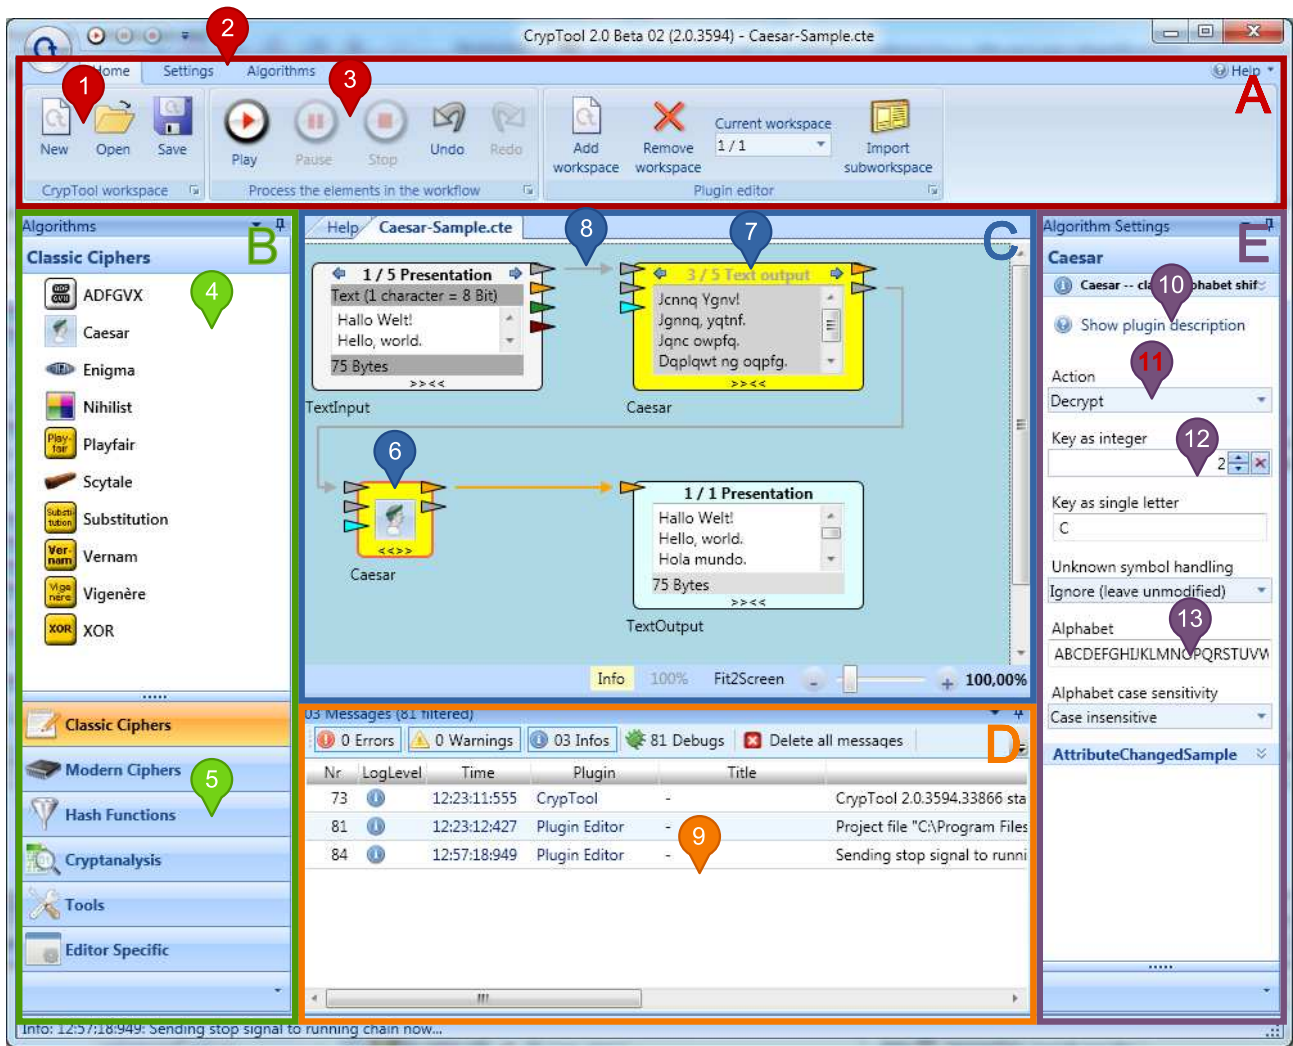 CrypTool 2.0 Beta 02 (2.0.3594) - Caesar-Sample.cte
2
Home Settings Algorithms
Help
A
1
3
New Open Save
Play Pause Stop Undo Redo
Add workspace
Remove workspace
Current workspace
1 / 1
Import subworkspace
CrypTool workspace
Process the elements in the workflow
Plugin editor
Algorithms
B
Classic Ciphers
4
ADFGVX
Caesar
Enigma
Nihilist
Playfair
Scytale
Substitution
Vernam
Vigenère
XOR
Classic Ciphers
Modern Ciphers
5
Hash Functions
Cryptanalysis
Tools
Editor Specific
Help
Caesar-Sample.cte
8
7
C
1 / 5 Presentation
Text (1 character = 8 Bit)
Hallo Welt!
Hello, world.
75 Bytes
>><<
TextInput
3 / 5 Text output
Jcnnq Ygnv!
Jgnnq, yqtnf.
Jqnc owpfq.
Dqplqwt ng oqpfg.
>><<
Caesar
6
<<>>
Caesar
1 / 1 Presentation
Hallo Welt!
Hello, world.
Hola mundo.
75 Bytes
>><<
TextOutput
Info 100% Fit2Screen - + 100,00%
03 Messages (81 filtered)
D
0 Errors 0 Warnings 03 Infos 81 Debugs Delete all messages
Nr LogLevel Time Plugin Title
73 12:23:11:555 CrypTool - CrypTool 2.0.3594.33866 sta
81 12:23:12:427 Plugin Editor - Project file "C:\Program Files
84 12:57:18:949 Plugin Editor - Sending stop signal to runni
9
Algorithm Settings
E
Caesar
Caesar -- cla phabet shif
10
Show plugin description
11
Action
Decrypt
Key as integer
12
2
Key as single letter
C
Unknown symbol handling
Ignore (leave unmodified)
13
Alphabet
ABCDEFGHIJKLMNOPQRSTUVW
Alphabet case sensitivity
Case insensitive
AttributeChangedSample
Info: 12:57:18:949: Sending stop signal to running chain now...